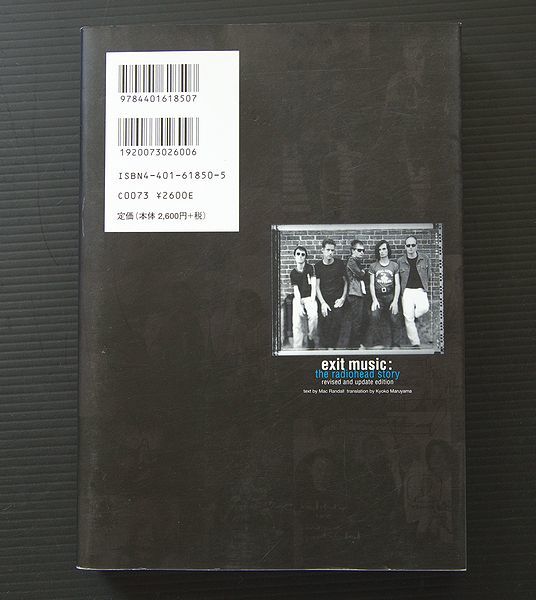 9784401618507
1920073026006
ISBN4-401-61850-5
C0073 ¥2600E
定価(本体 2,600円+税)
exit music:
the radiohead story
revised and update edition
text by Mac Randall translation by Kyoko Maruyama